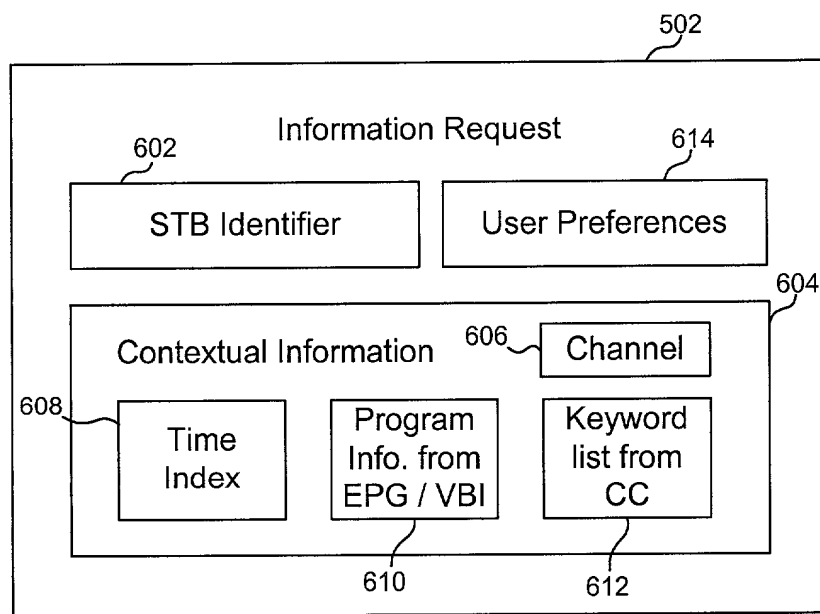 502
Information Request
602
614
STB Identifier
User Preferences
604
Contextual Information
606
Channel
608
Time
Index
Program
Info. from
EPG / VBI
Keyword
list from
CC
610
612